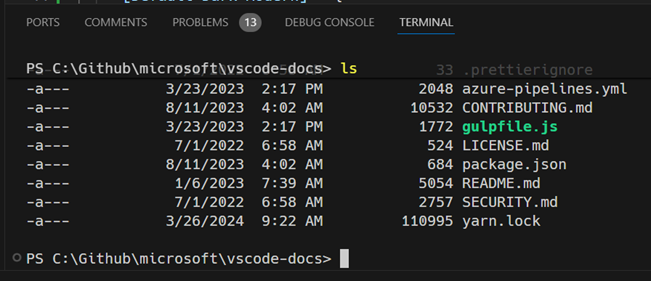 PORTS COMMENTS PROBLEMS 13 DEBUG CONSOLE TERMINAL
PS C:\Github\microsoft\vscode-docs> ls
33 .prettierignore
-a--- 3/23/2023 2:17 PM 2048 azure-pipelines.yml
-a--- 8/11/2023 4:02 AM 10532 CONTRIBUTING.md
-a--- 3/23/2023 2:17 PM 1772 gulpfile.js
-a--- 7/1/2022 6:58 AM 524 LICENSE.md
-a--- 8/11/2023 4:02 AM 684 package.json
-a--- 1/6/2023 7:39 AM 5054 README.md
-a--- 7/1/2022 6:58 AM 2757 SECURITY.md
-a--- 3/26/2024 9:22 AM 110995 yarn.lock
PS C:\Github\microsoft\vscode-docs>